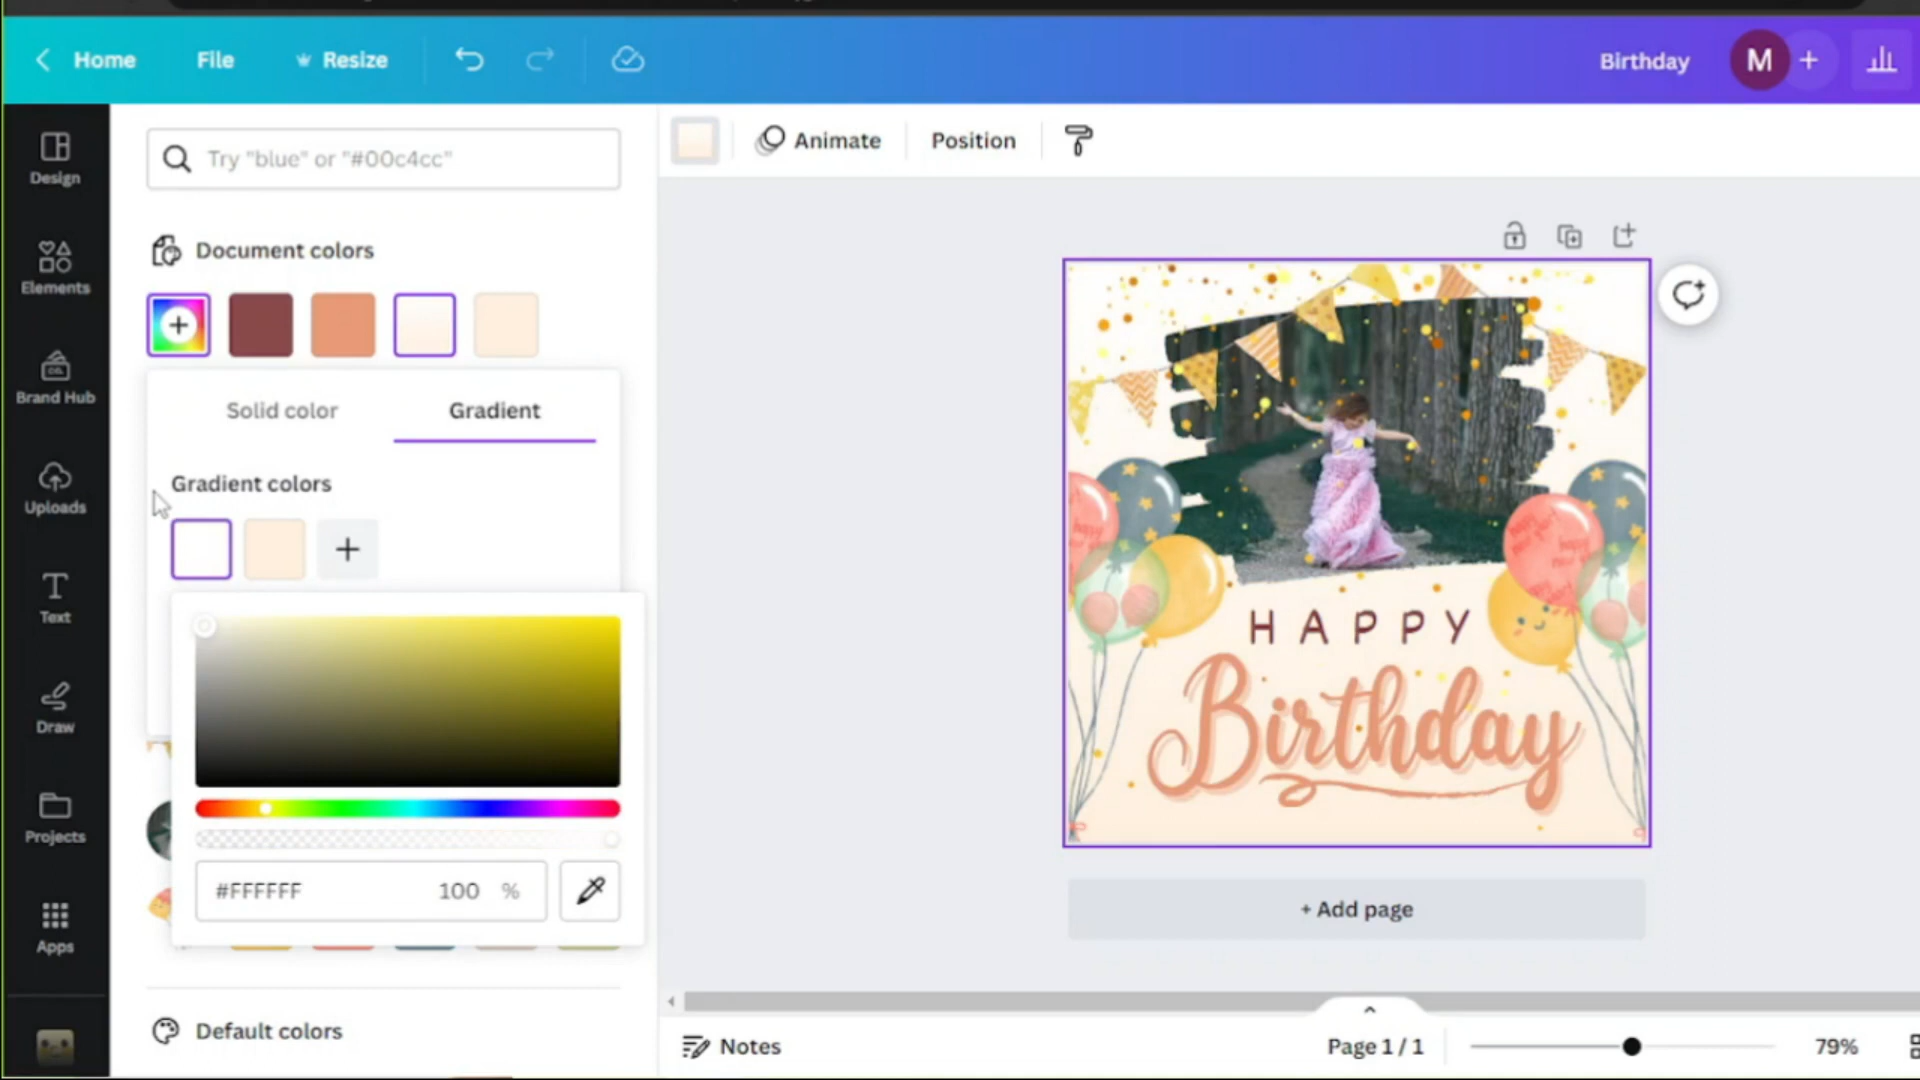 Home
File
Resize
Birthday
M
Design
Elements
Brand Hub
Uploads
Text
Draw
Projects
Apps
Try "blue" or "#00c4cc"
Document colors
Solid color
Gradient
Gradient colors
#FFFFFF 100 %
Default colors
Animate
Position
HAPPY
Birthday
+ Add page
Notes
Page 1 / 1
79%